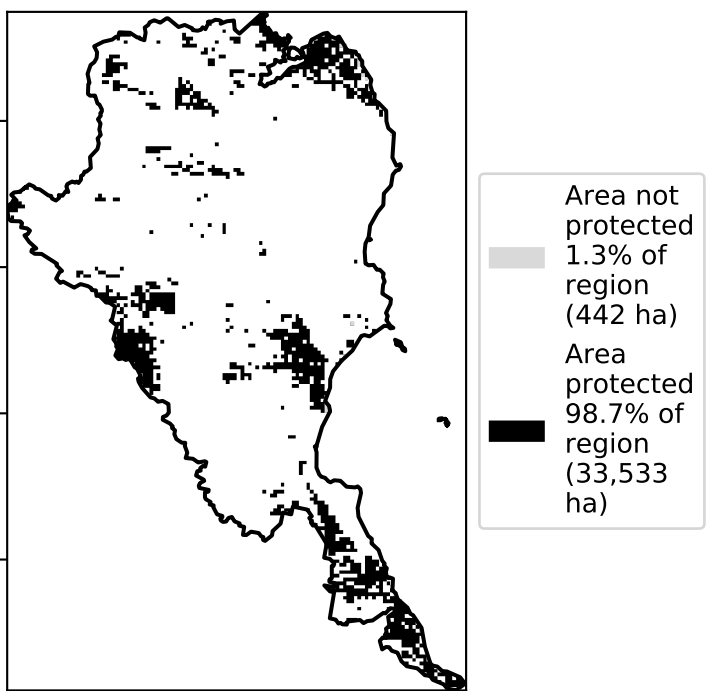 Area not
protected
1.3% of
region
(442 ha)
Area
protected
98.7% of
region
(33,533
ha)